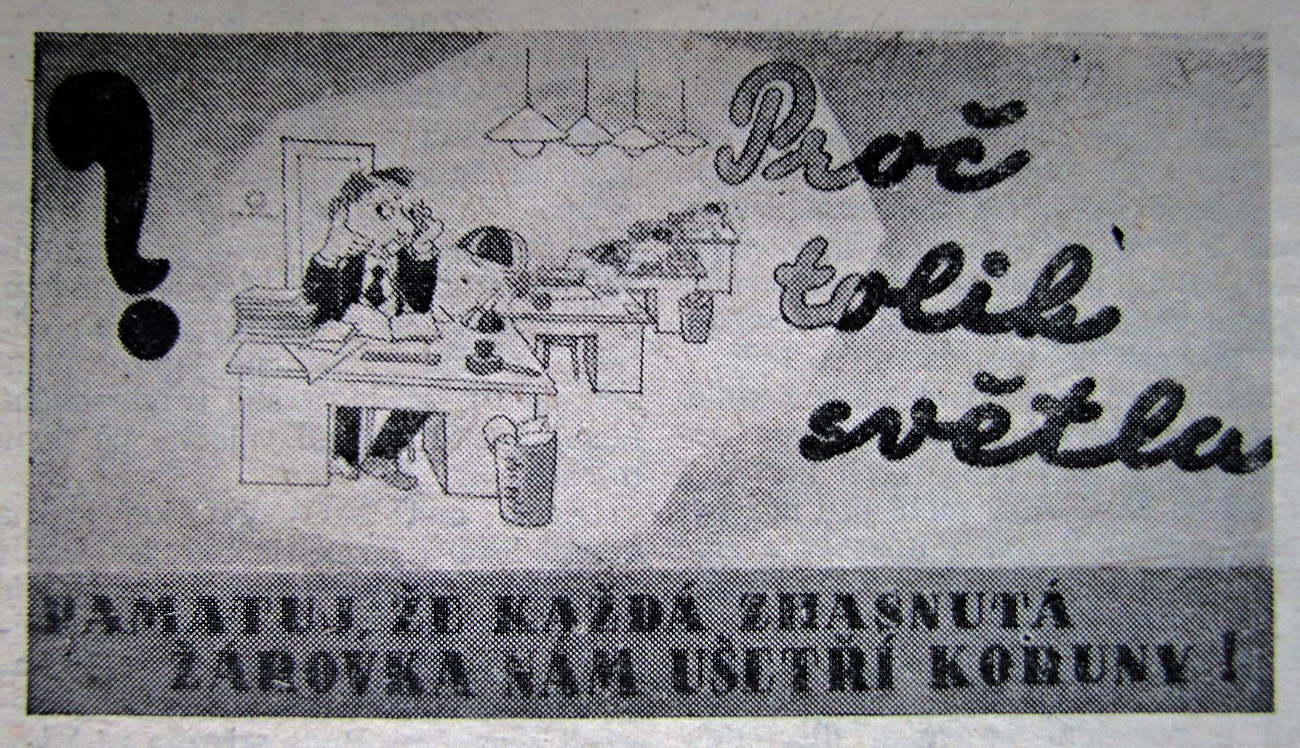 ?
Proč
tolik
světla
PAMATUJ ŽE KAŽDÁ ZHASNUTÁ
ŽÁROVKA NÁM UŠETŘÍ KORUNY!